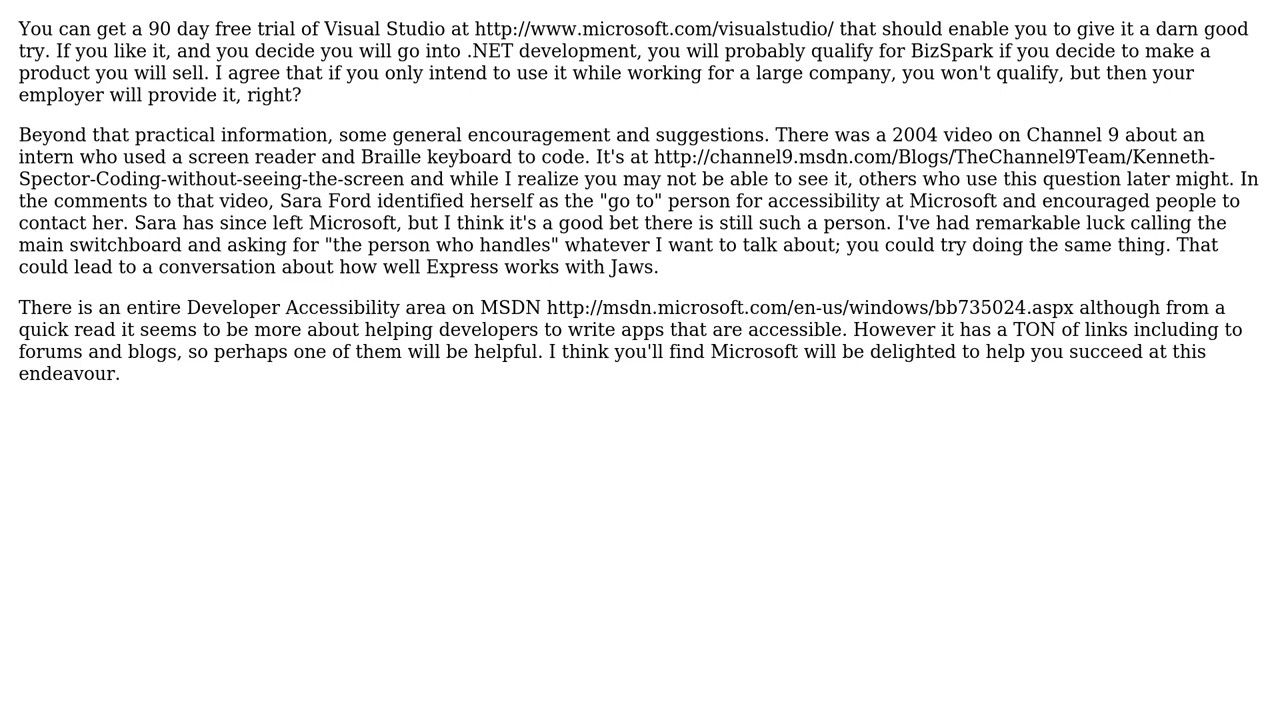 You can get a 90 day free trial of Visual Studio at http://www.microsoft.com/visualstudio/ that should enable you to give it a darn good
try. If you like it, and you decide you will go into .NET development, you will probably qualify for BizSpark if you decide to make a
product you will sell. I agree that if you only intend to use it while working for a large company, you won't qualify, but then your
employer will provide it, right?
Beyond that practical information, some general encouragement and suggestions. There was a 2004 video on Channel 9 about an
intern who used a screen reader and Braille keyboard to code. It's at http://channel9.msdn.com/Blogs/TheChannel9Team/Kenneth-
Spector-Coding-without-seeing-the-screen and while I realize you may not be able to see it, others who use this question later might. In
the comments to that video, Sara Ford identified herself as the "go to" person for accessibility at Microsoft and encouraged people to
contact her. Sara has since left Microsoft, but I think it's a good bet there is still such a person. I've had remarkable luck calling the
main switchboard and asking for "the person who handles" whatever I want to talk about; you could try doing the same thing. That
could lead to a conversation about how well Express works with Jaws.
There is an entire Developer Accessibility area on MSDN http://msdn.microsoft.com/en-us/windows/bb735024.aspx although from a
quick read it seems to be more about helping developers to write apps that are accessible. However it has a TON of links including to
forums and blogs, so perhaps one of them will be helpful. I think you'll find Microsoft will be delighted to help you succeed at this
endeavour.